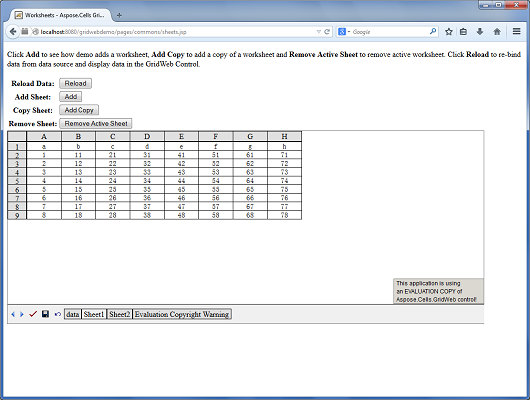 Worksheets - Aspose.Cells Gri...
localhost:8080/gridwebdemo/pages/common/sheets.jsp
Google
Click Add to see how demo adds a worksheet, Add Copy to add a copy of a worksheet and Remove Active Sheet to remove active worksheet. Click Reload to re-bind
data from data source and display data in the GridWeb Control.
Reload Data: Reload
Add Sheet: Add
Copy Sheet: Add Copy
Remove Sheet: Remove Active Sheet
A B C D E F G H
1 a b c d e f g h
2 1 11 21 31 41 51 61 71
3 2 12 22 32 42 52 62 72
4 3 13 23 33 43 53 63 73
5 4 14 24 34 44 54 64 74
6 5 15 25 35 45 55 65 75
7 6 16 26 36 46 56 66 76
8 7 17 27 37 47 57 67 77
9 8 18 28 38 48 58 68 78
This application is using
an EVALUATION COPY of
Aspose.Cells.GridWeb control!
data Sheet1 Sheet2 Evaluation Copyright Warning